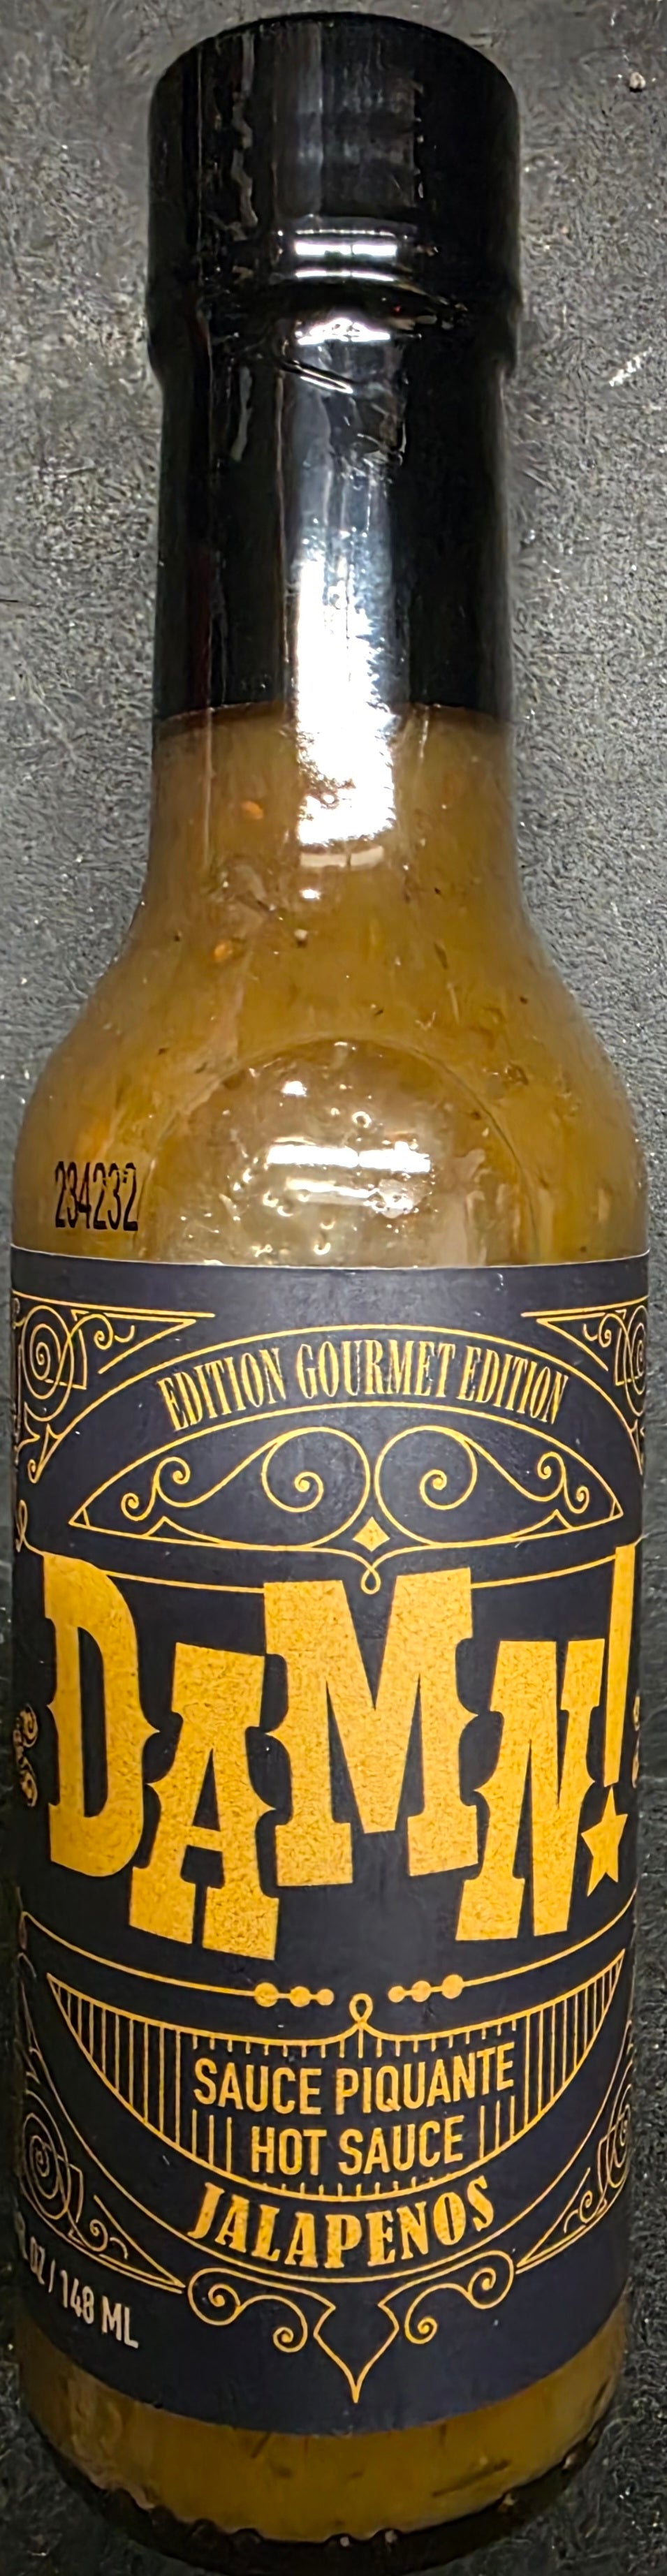 234232
EDITION GOURMET EDITION
DAMN!
SAUCE PIQUANTE
HOT SAUCE
JALAPENOS
OZ / 148 ML